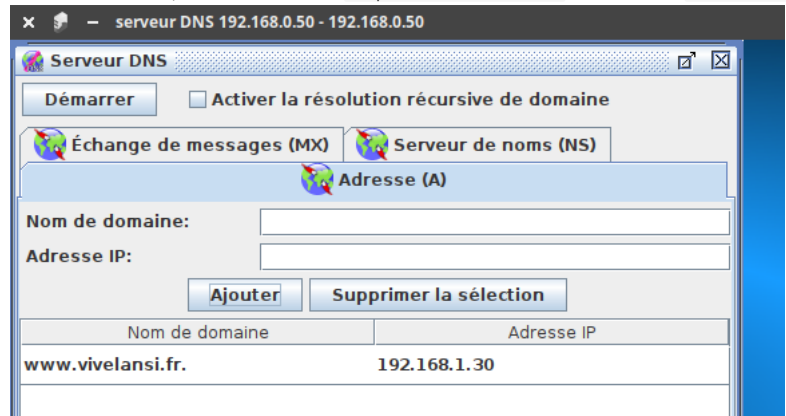 serveur DNS 192.168.0.50 - 192.168.0.50
Serveur DNS
Démarrer Activer la résolution récursive de domaine
Échange de messages (MX) Serveur de noms (NS)
Adresse (A)
Nom de domaine:
Adresse IP:
Ajouter Supprimer la sélection
Nom de domaine Adresse IP
www.vivelansi.fr. 192.168.1.30